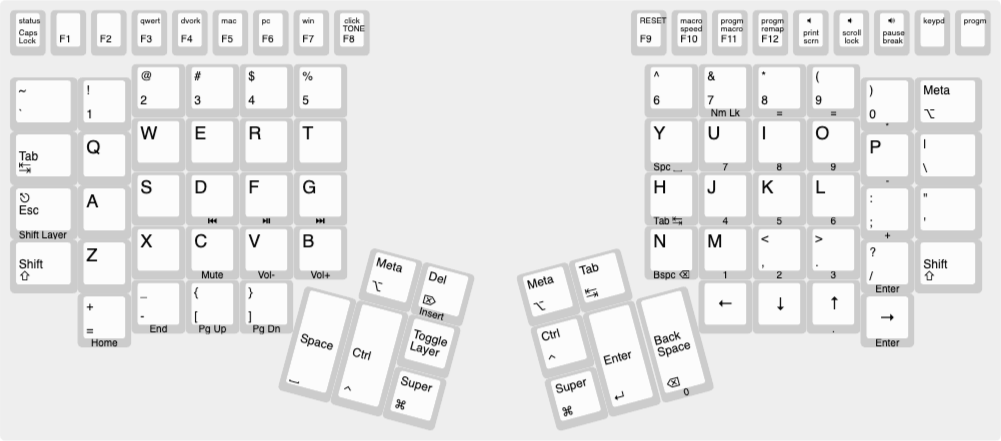 status qwert dvork mac pc win click RESET macro progm progm keypd progm
Caps TONE speed macro remap print scroll pause
Lock F1 F2 F3 F4 F5 F6 F7 F8 F9 F10 F11 F12 scrn lock break
@ # $ % ^ & * (
~ ! ) Meta
2 3 4 5 6 7 8 9
` 1 0 ⌥
Nm Lk = =
*
W E R T Y U I O
Tab Q P |
↹ \
Spc ⎵ 7 8 9
-
S D F G H J K L
⎋ : "
Esc A ; '
⏮ ⏯ ⏭ Tab ↹ 4 5 6
Shift Layer +
X C V B N M < >
Shift Z , . ? Shift
⇧ / ⇧
Mute Vol- Vol+ Bspc ⌫ 1 2 3
Enter
Meta Del Meta Tab
⌥ ⌦ ⌥ ↹
Insert
_ { } ← ↓ ↑
+ - [ ] →
= End Pg Up Pg Dn .
Home Enter
Space Ctrl Toggle Ctrl Enter Back
Layer Space
⎵ ^ ^ ↵ ⌫
Super Super 0
⌘ ⌘